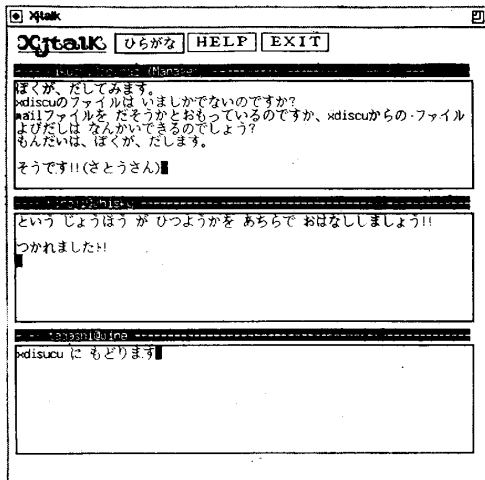 Xjtalk
Xjtalk ひらがな HELP EXIT
(Manager)
ぼくが、だしてみます。
xdiscuのファイルは いましかでないのですか?
mailファイルを だそうかとおもっているのですか、xdiscuからの・ファイル
よびだしは なんかいできるのでしょう?
もんだいは、ぼくが、だします。
そうです!!(さとうさん)
という じょうほう が ひつようかを あちらで おはなししましょう!!
つかれました!!
xdisucu に もどります